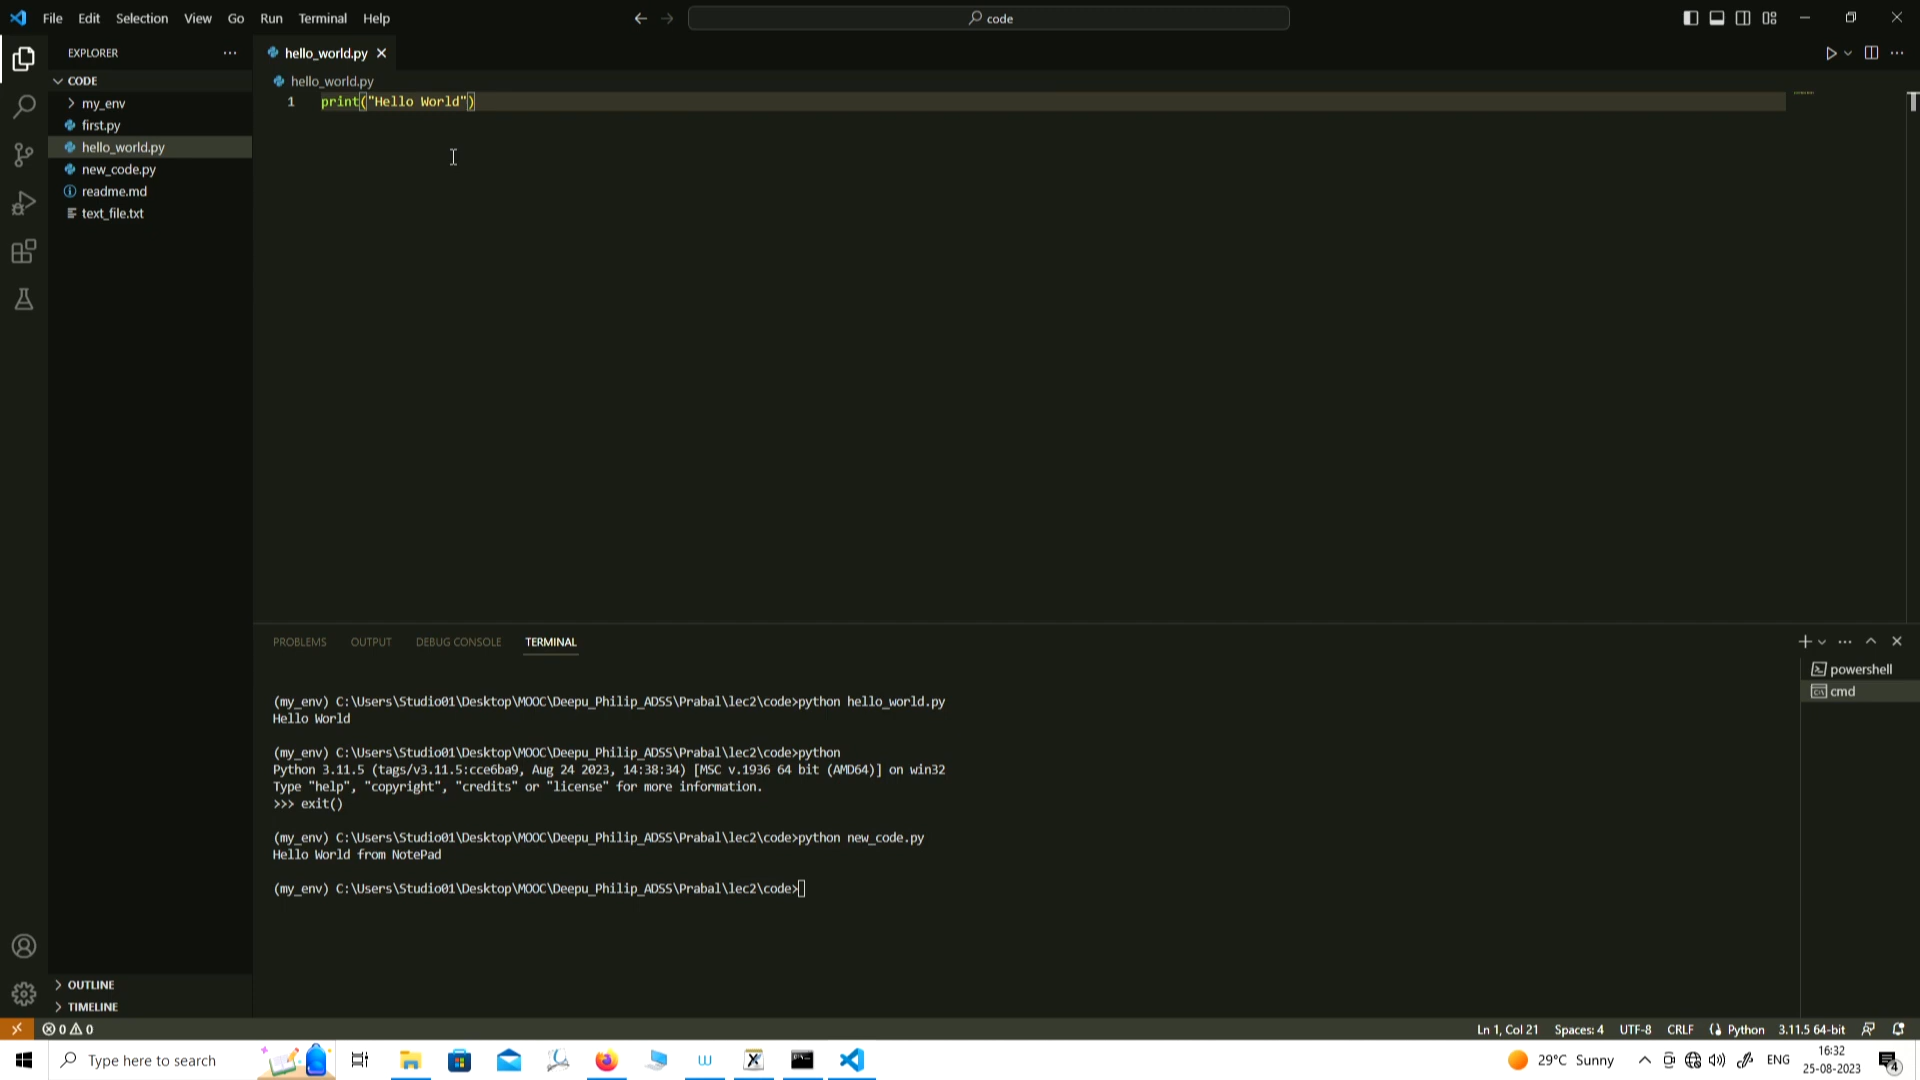 File Edit Selection View Go Run Terminal Help
code
EXPLORER
hello_world.py
CODE
hello_world.py
my_env
first.py
hello_world.py
new_code.py
readme.md
text_file.txt
1 print("Hello World")
PROBLEMS OUTPUT DEBUG CONSOLE TERMINAL
powershell
cmd
(my_env) C:\Users\Studio01\Desktop\MOOC\Deepu_Philip_ADSS\Prabal\lec2\code>python hello_world.py
Hello World
(my_env) C:\Users\Studio01\Desktop\MOOC\Deepu_Philip_ADSS\Prabal\lec2\code>python
Python 3.11.5 (tags/v3.11.5:cce6ba9, Aug 24 2023, 14:38:34) [MSC v.1936 64 bit (AMD64)] on win32
Type "help", "copyright", "credits" or "license" for more information.
>>> exit()
(my_env) C:\Users\Studio01\Desktop\MOOC\Deepu_Philip_ADSS\Prabal\lec2\code>python new_code.py
Hello World from NotePad
(my_env) C:\Users\Studio01\Desktop\MOOC\Deepu_Philip_ADSS\Prabal\lec2\code>
OUTLINE
TIMELINE
0 0
Ln 1, Col 21 Spaces: 4 UTF-8 CRLF Python 3.11.5 64-bit
Type here to search
29°C Sunny
ENG
16:32
25-08-2023
4